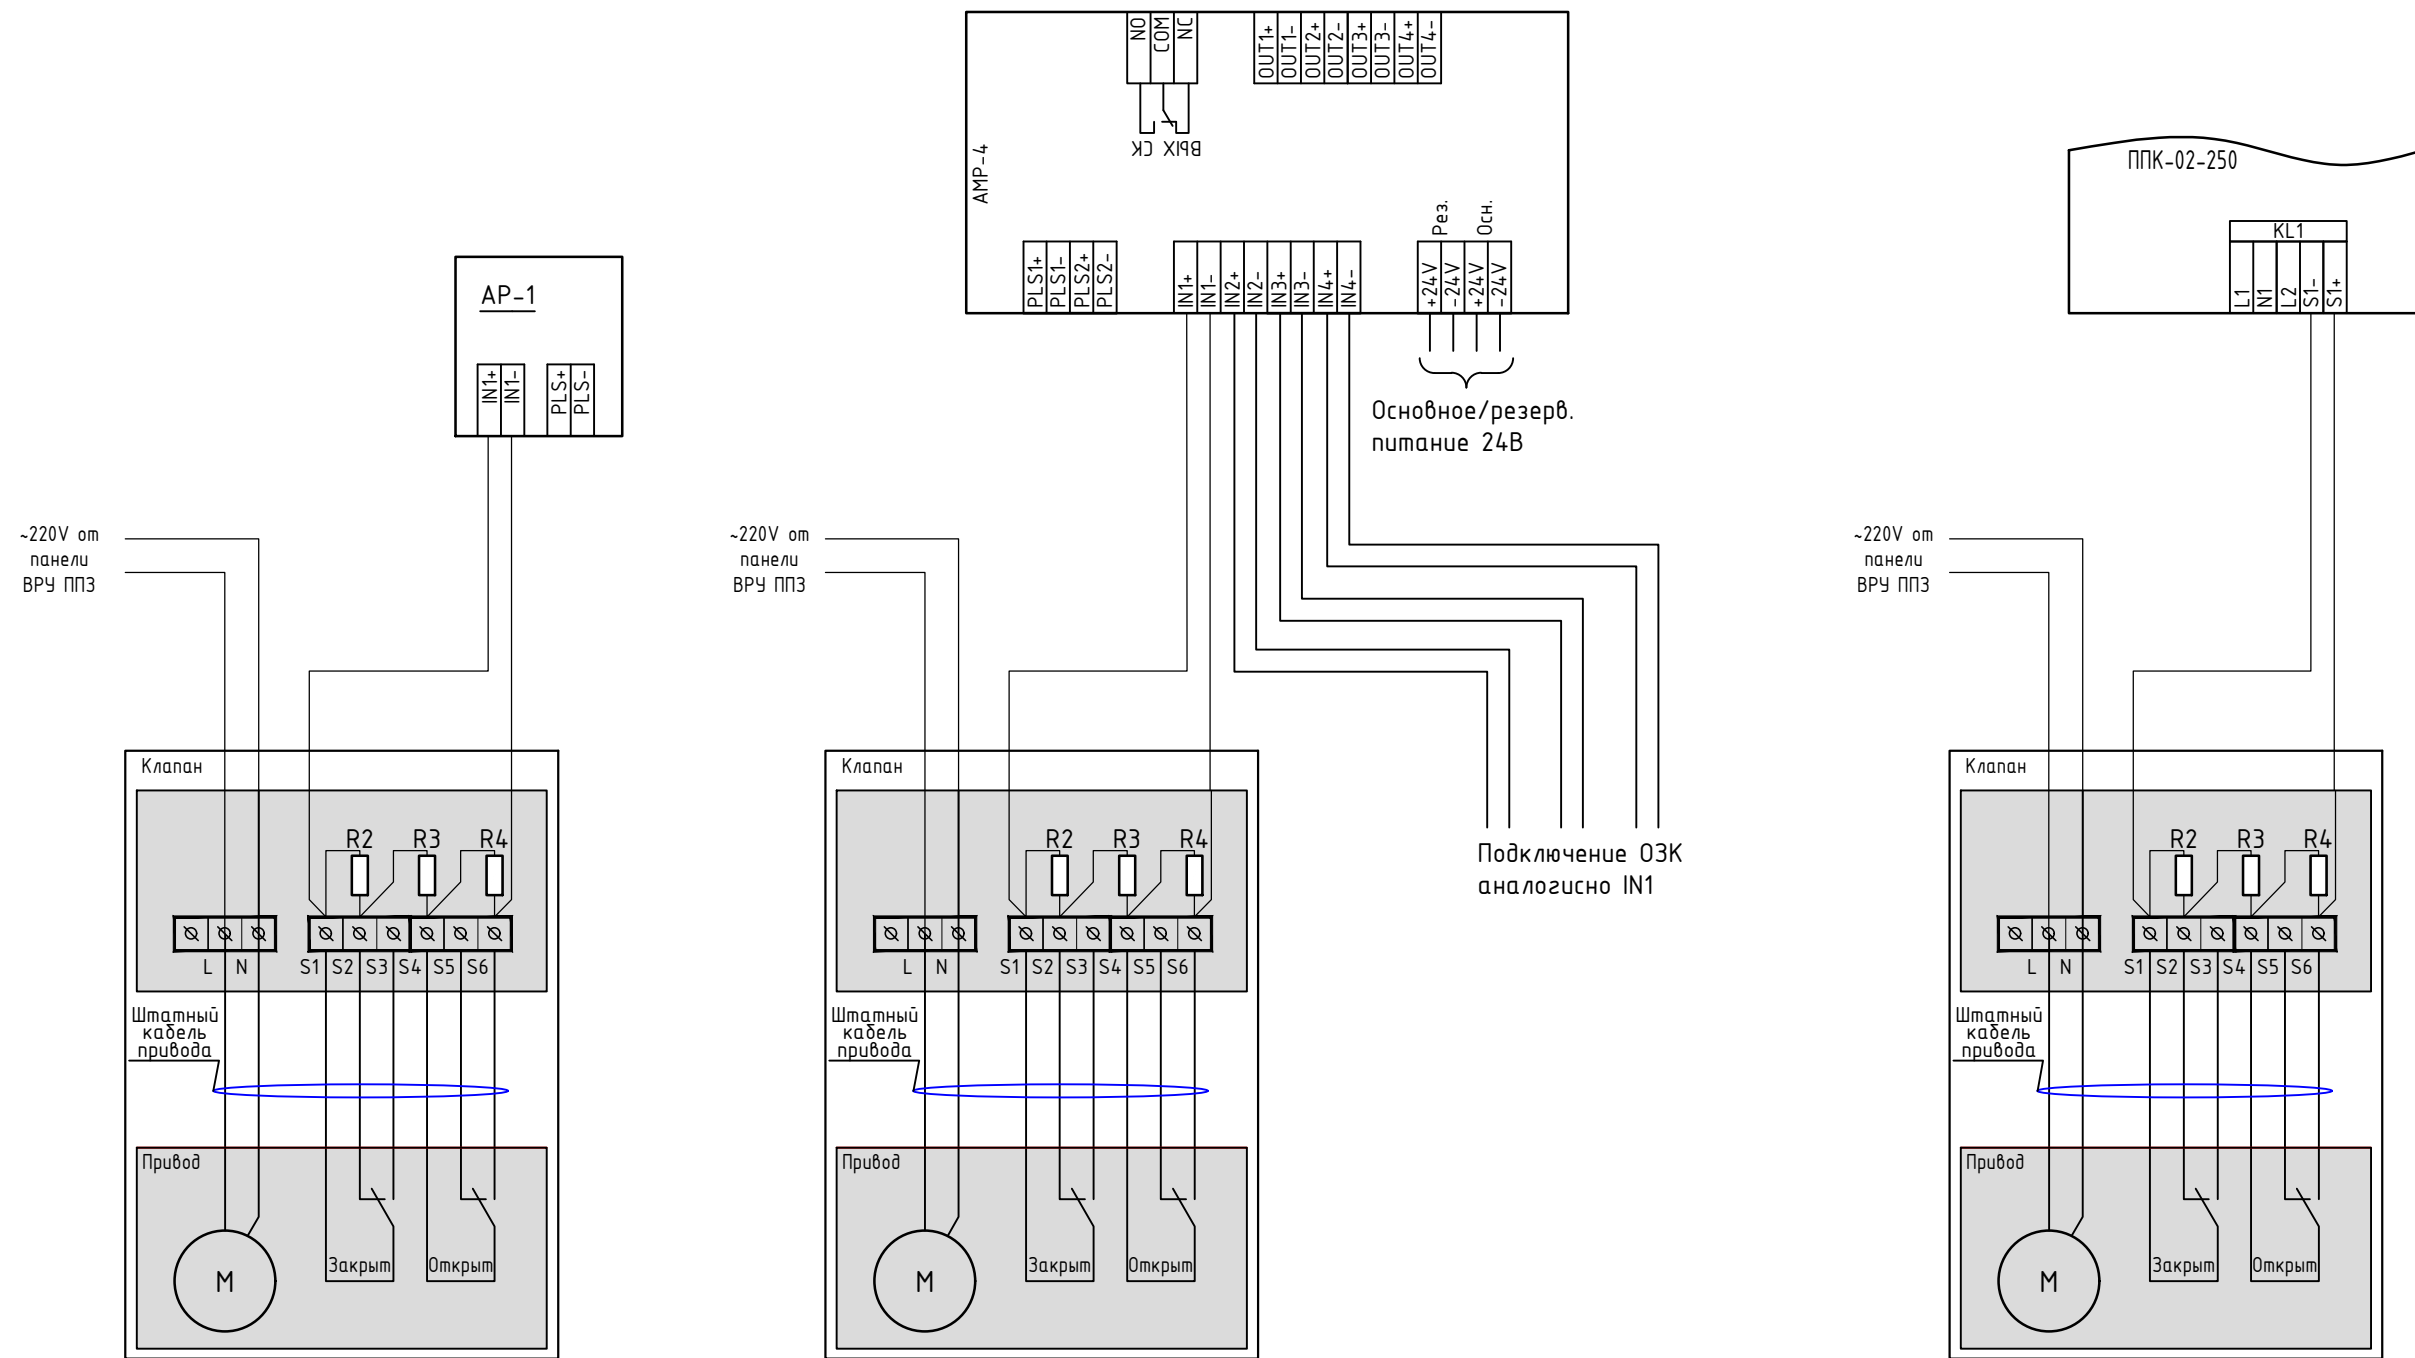 AP-1
IN1+
IN1-
PLS+
PLS-
~220V от
панели
ВРУ ППЗ
Клапан
R2 R3 R4
L N S1 S2 S3 S4 S5 S6
Штатный
кабель
привода
Привод
M
Закрыт
Открыт
NO
COM
NC
OUT1+
OUT1-
OUT2+
OUT2-
OUT3+
OUT3-
OUT4+
OUT4-
ВЫХ СК
АМР-4
PLS1+
PLS1-
PLS2+
PLS2-
IN1+
IN1-
IN2+
IN2-
IN3+
IN3-
IN4+
IN4-
Рез.
Осн.
+24V
-24V
+24V
-24V
Основное/резерв.
питание 24В
~220V от
панели
ВРУ ППЗ
Подключение ОЗК
аналогисно IN1
Клапан
R2 R3 R4
L N S1 S2 S3 S4 S5 S6
Штатный
кабель
привода
Привод
M
Закрыт
Открыт
ППК-02-250
KL1
L1
N1
L2
S1-
S1+
~220V от
панели
ВРУ ППЗ
Клапан
R2 R3 R4
L N S1 S2 S3 S4 S5 S6
Штатный
кабель
привода
Привод
M
Закрыт
Открыт